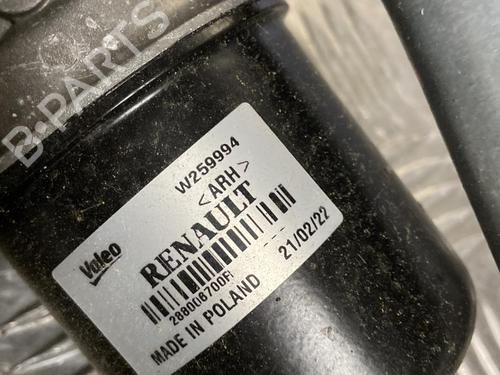 B-PARTS
Valeo
W259994
<ARH>
RENAULT
288006700R
21/02/22
MADE IN POLAND